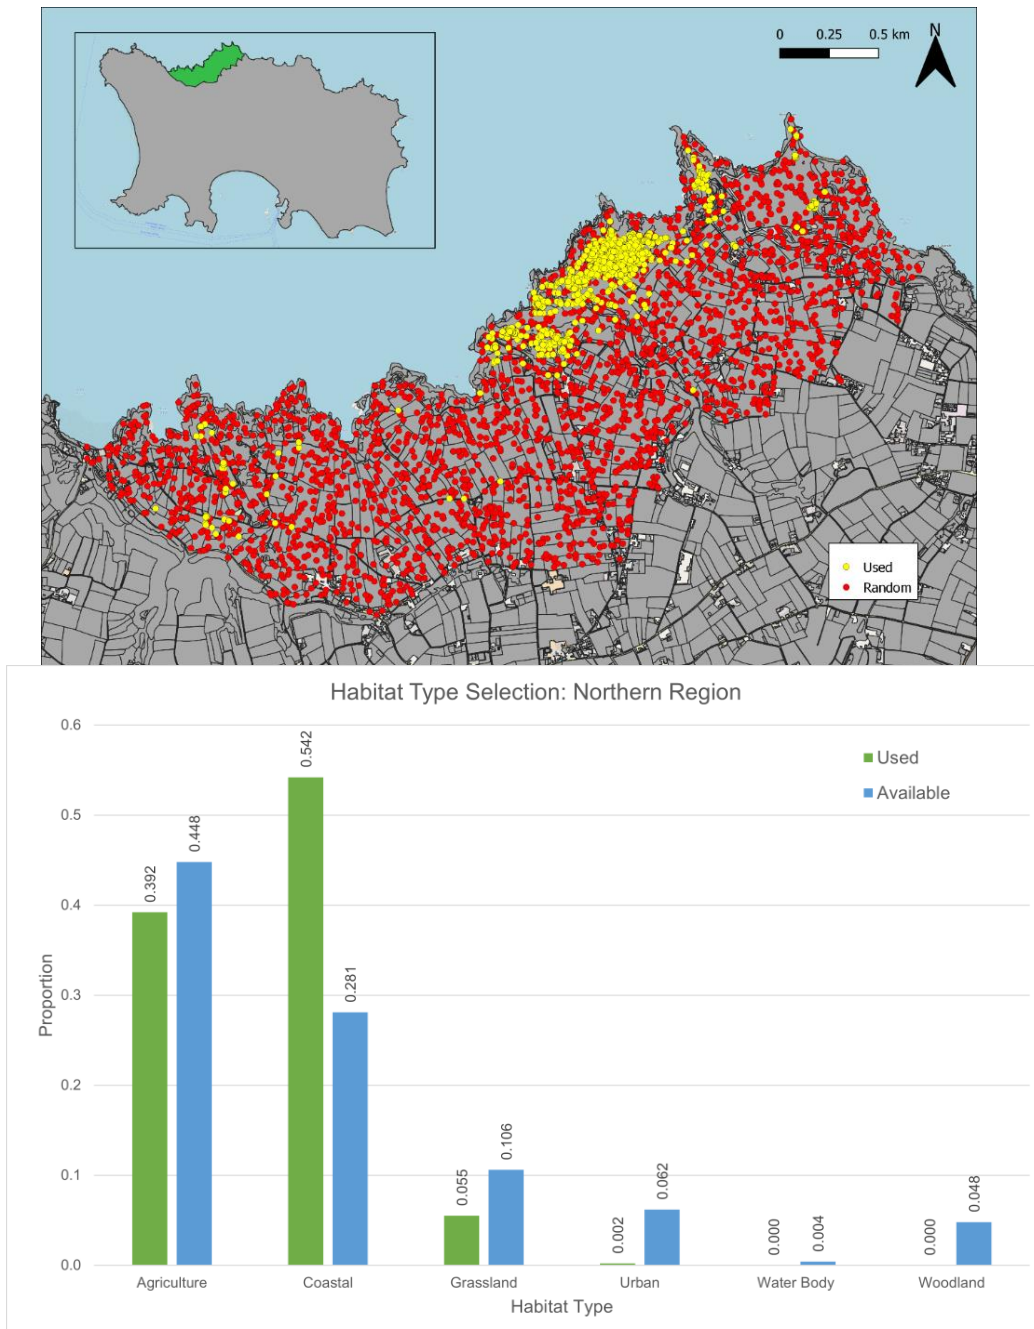 0 0.25 0.5 km
N
Used
Random
Habitat Type Selection: Northern Region
Used
Available
Proportion
0.6
0.5
0.4
0.3
0.2
0.1
0.0
0.392
0.448
0.542
0.281
0.055
0.106
0.002
0.062
0.000
0.004
0.000
0.048
Agriculture Coastal Grassland Urban Water Body Woodland
Habitat Type